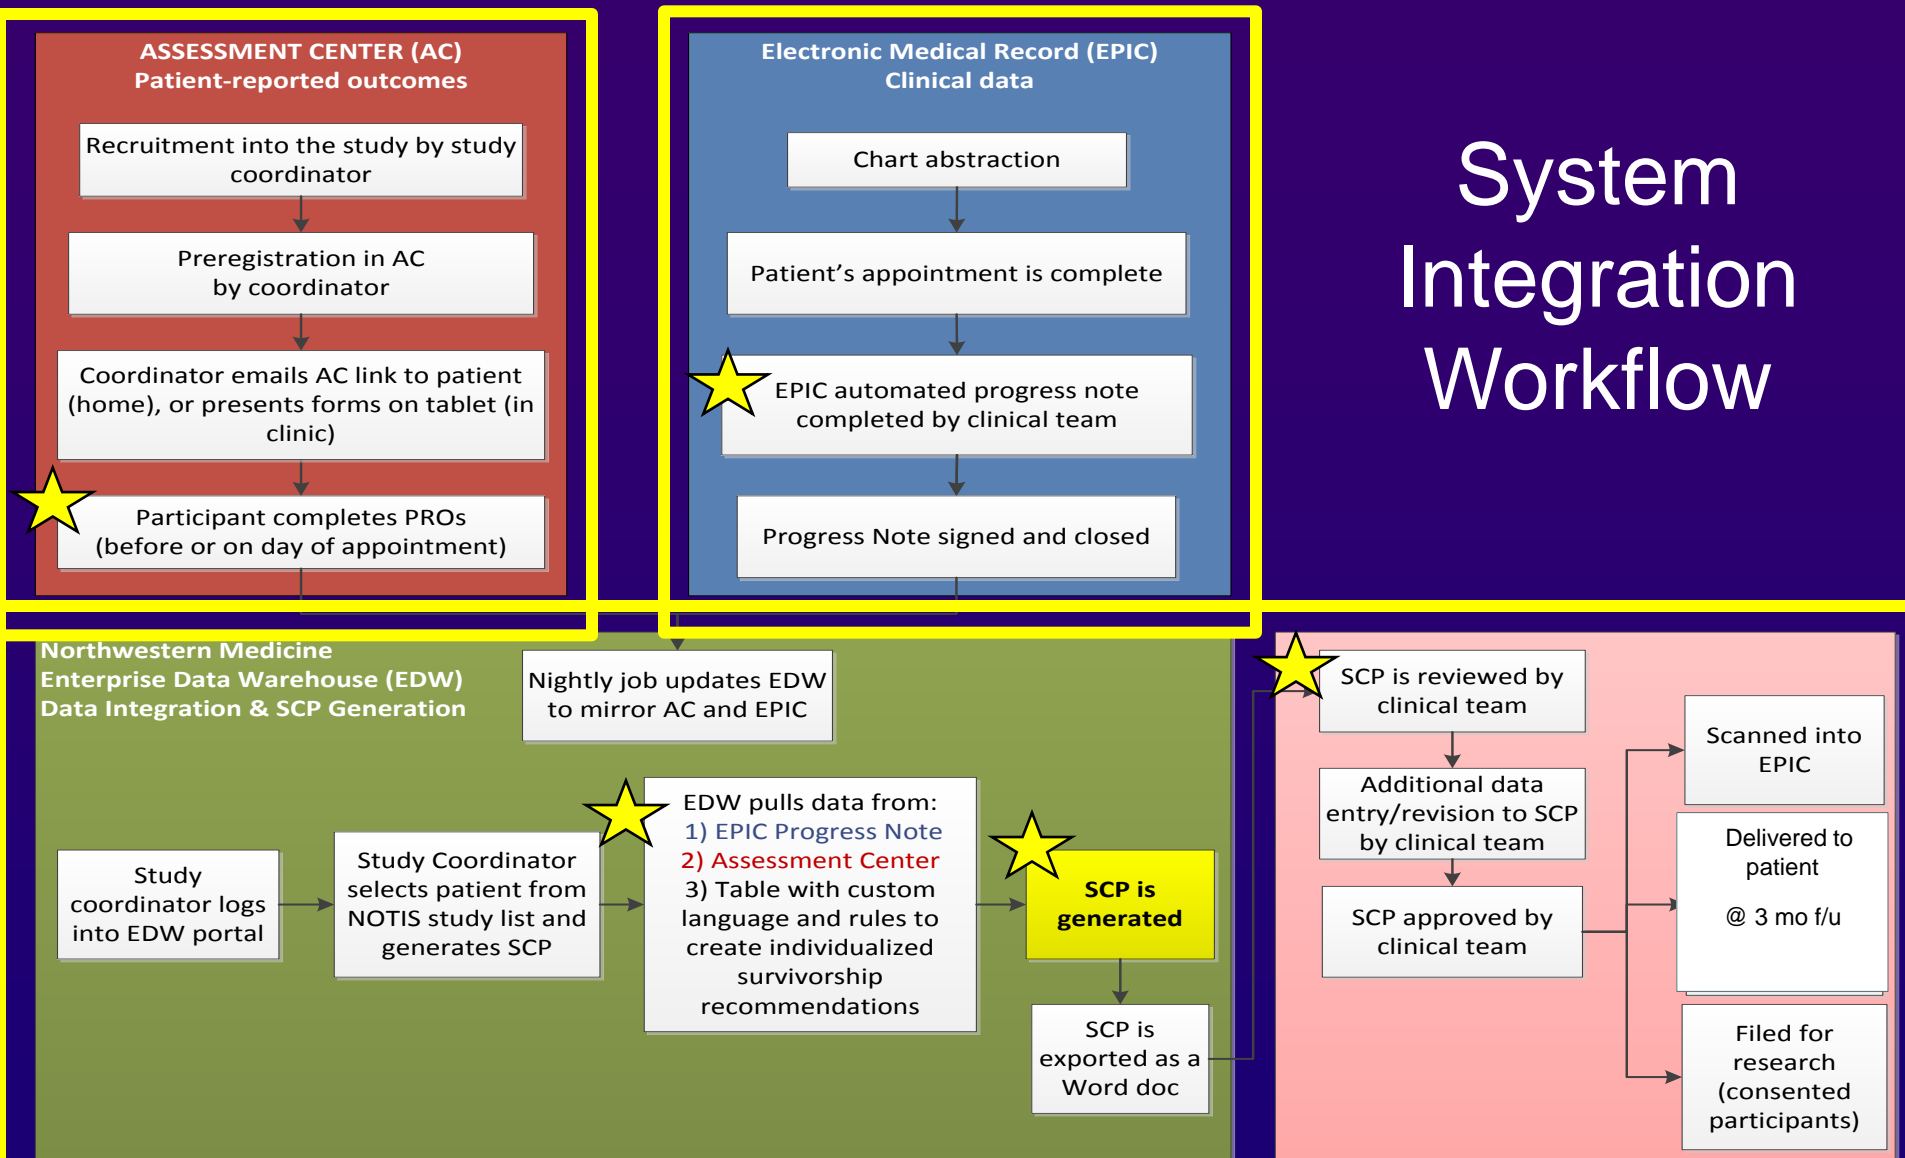 ASSESSMENT CENTER (AC)
Patient-reported outcomes
Recruitment into the study by study
coordinator
Preregistration in AC
by coordinator
Coordinator emails AC link to patient
(home), or presents forms on tablet (in
clinic)
Participant completes PROs
(before or on day of appointment)
Electronic Medical Record (EPIC)
Clinical data
Chart abstraction
Patient’s appointment is complete
EPIC automated progress note
completed by clinical team
Progress Note signed and closed
System
Integration
Workflow
Northwestern Medicine
Enterprise Data Warehouse (EDW)
Data Integration & SCP Generation
Nightly job updates EDW
to mirror AC and EPIC
Study
coordinator logs
into EDW portal
Study Coordinator
selects patient from
NOTIS study list and
generates SCP
EDW pulls data from:
1) EPIC Progress Note
2) Assessment Center
3) Table with custom
language and rules to
create individualized
survivorship
recommendations
SCP is
generated
SCP is
exported as a
Word doc
SCP is reviewed by
clinical team
Additional data
entry/revision to SCP
by clinical team
SCP approved by
clinical team
Scanned into
EPIC
Delivered to
patient
@ 3 mo f/u
Filed for
research
(consented
participants)